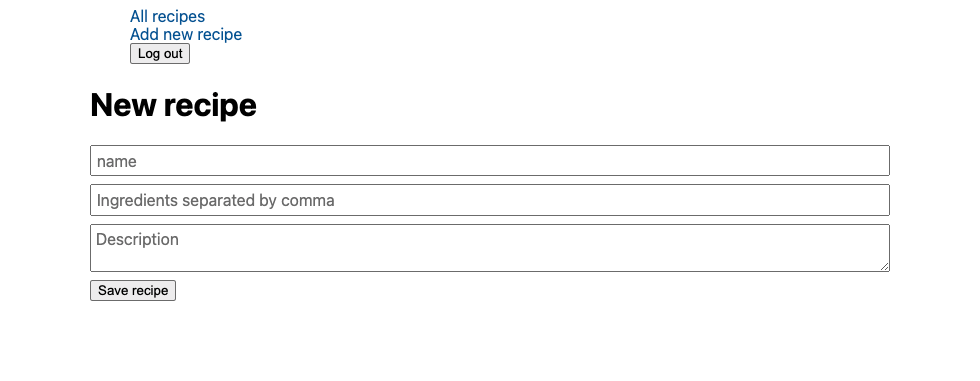 All recipes
Add new recipe
Log out
New recipe
name
Ingredients separated by comma
Description
Save recipe